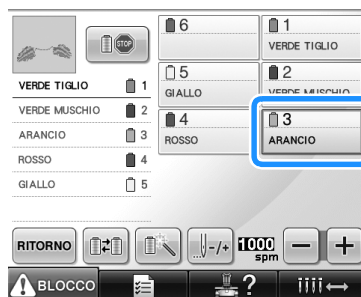 STOP
6
1
VERDE TIGLIO
5
GIALLO
2
VERDE MUSCHIO
4
ROSSO
3
ARANCIO
VERDE TIGLIO 1
VERDE MUSCHIO 2
ARANCIO 3
ROSSO 4
GIALLO 5
RITORNO
-/+
1000
spm
- +
BLOCCO
?